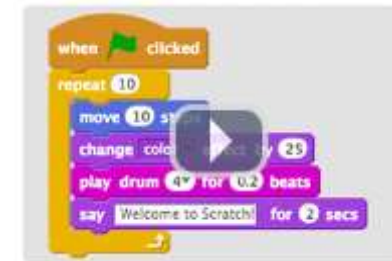 when clicked
repeat 10
move 10
change by 25
play drum 4 for 0.2 beats
say Welcome to Scratch! for 2 secs